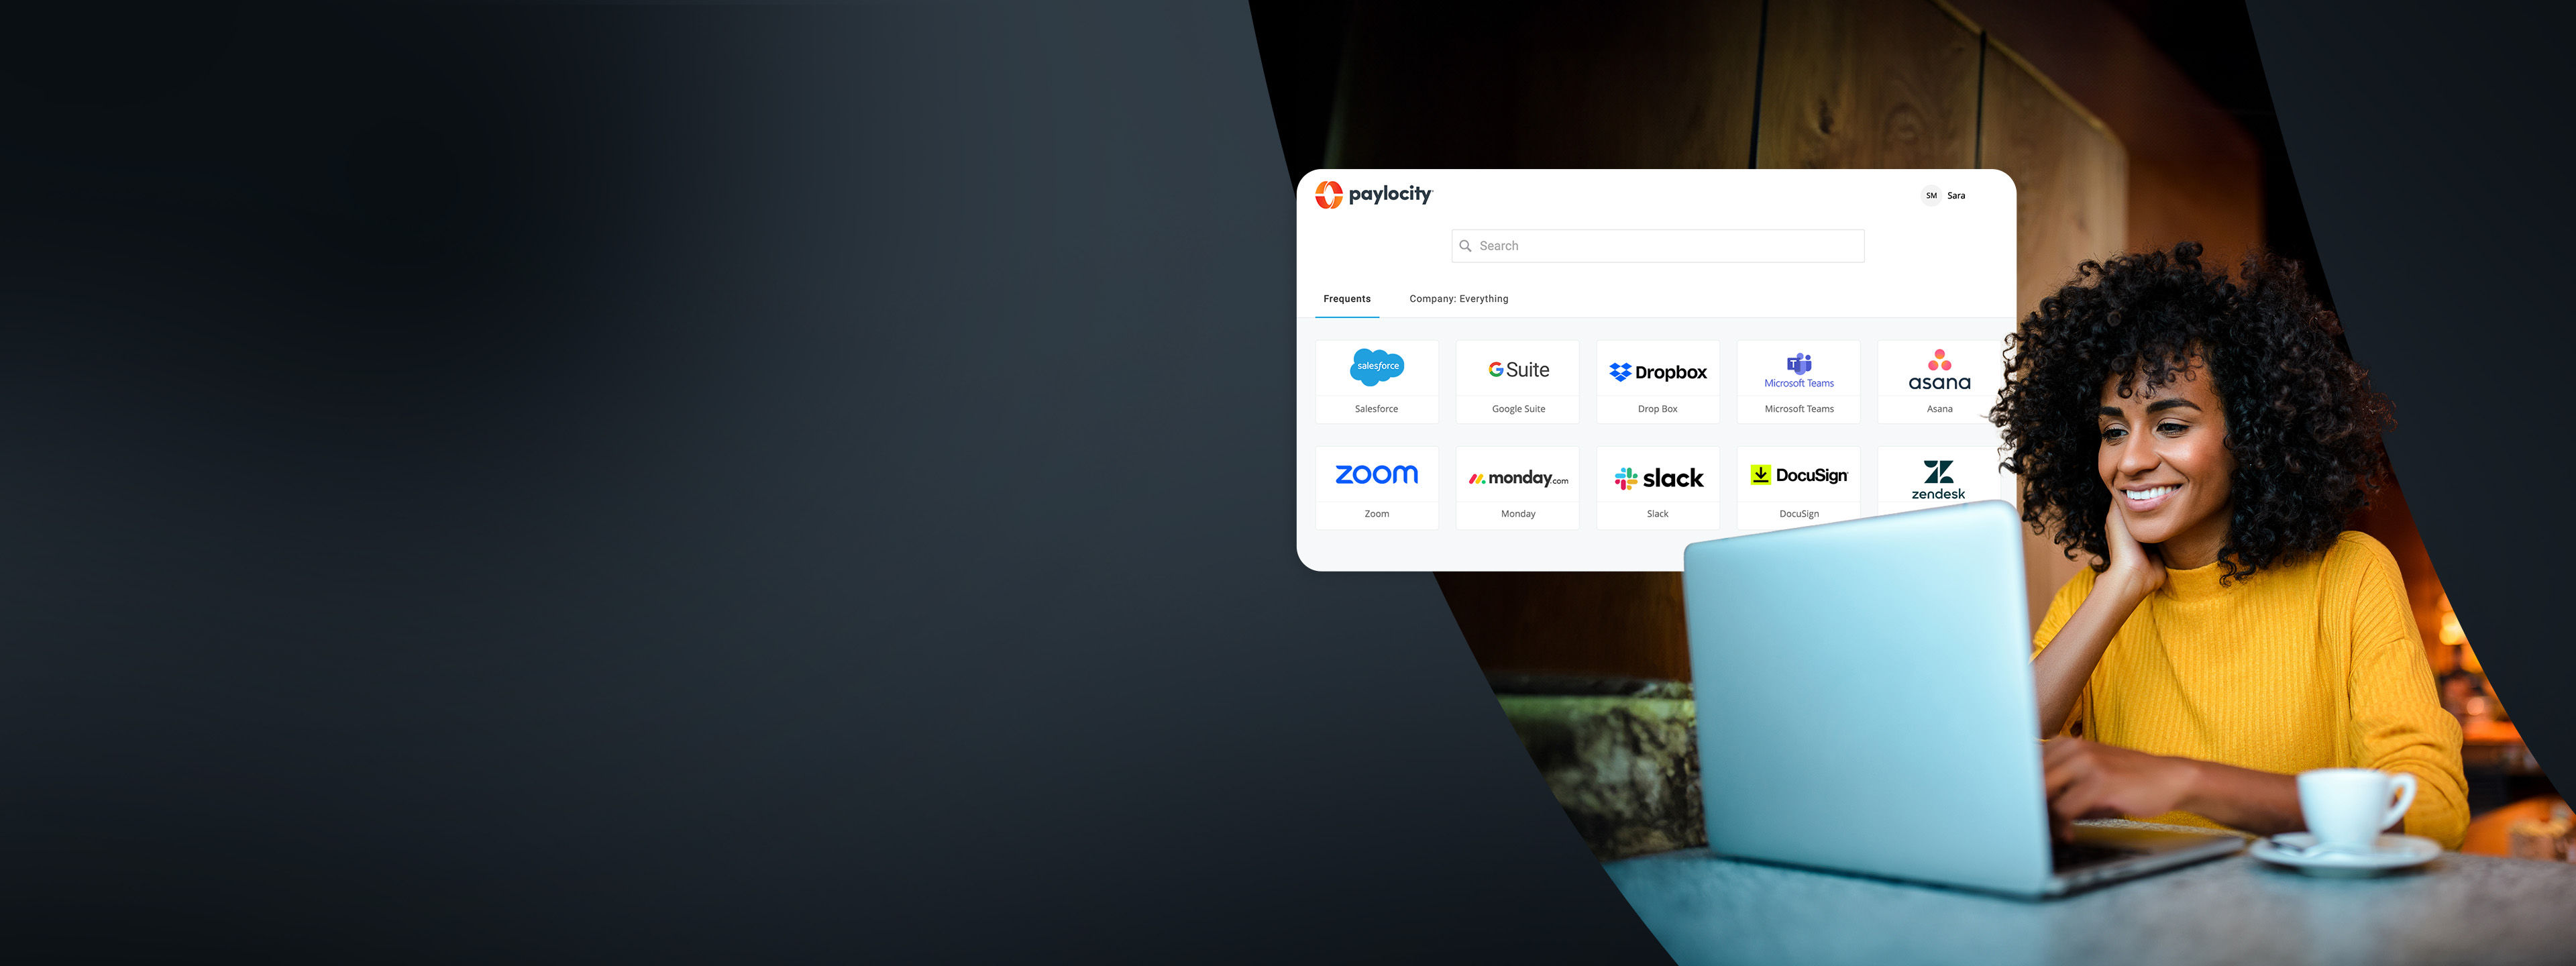 paylocity
SM Sara
Search
Frequents Company: Everything
salesforce
Salesforce
G Suite
Google Suite
Dropbox
Drop Box
Microsoft Teams
Microsoft Teams
asana
Asana
zoom
Zoom
monday.com
Monday
slack
Slack
DocuSign
DocuSign
zendesk